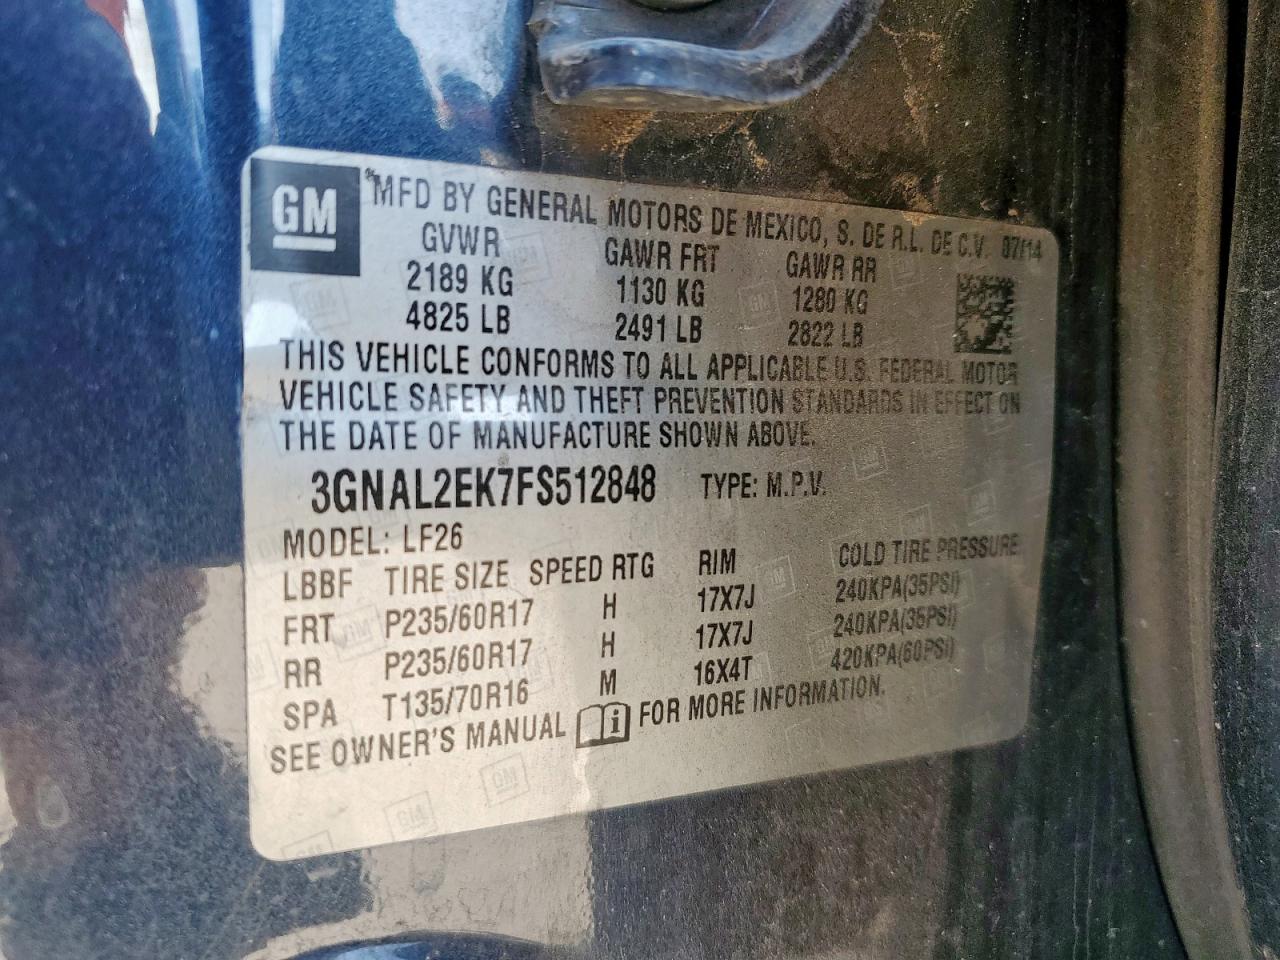 GM
MFD BY GENERAL MOTORS DE MEXICO, S. DE R.L. DE C.V. 07/14
GVWR GAWR FRT GAWR RR
2189 KG 1130 KG 1280 KG
4825 LB 2491 LB 2822 LB
THIS VEHICLE CONFORMS TO ALL APPLICABLE U.S. FEDERAL MOTOR
VEHICLE SAFETY AND THEFT PREVENTION STANDARDS IN EFFECT ON
THE DATE OF MANUFACTURE SHOWN ABOVE.
3GNAL2EK7FS512848 TYPE: M.P.V.
MODEL: LF26
LBBF TIRE SIZE SPEED RTG RIM COLD TIRE PRESSURE
FRT P235/60R17 H 17X7J 240KPA(35PSI)
RR P235/60R17 H 17X7J 240KPA(35PSI)
SPA T135/70R16 M 16X4T 420KPA(60PSI)
SEE OWNER'S MANUAL i FOR MORE INFORMATION.